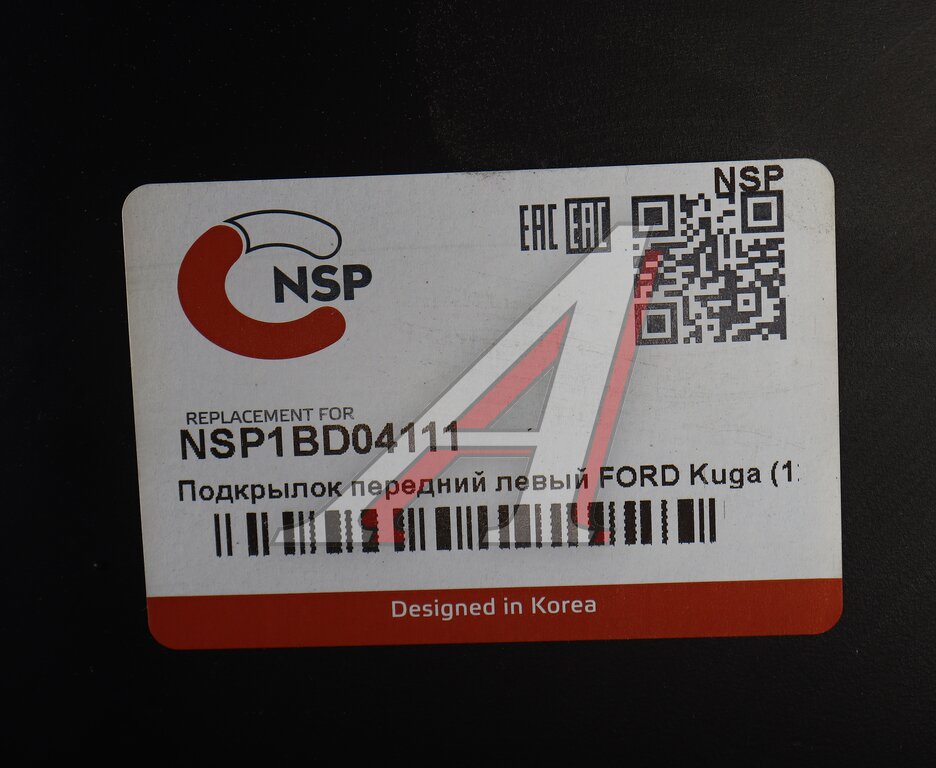 NSP
EAC EAC
NSP
REPLACEMENT FOR
NSP1BD04111
Подкрылок передний левый FORD Kuga (1
Designed in Korea